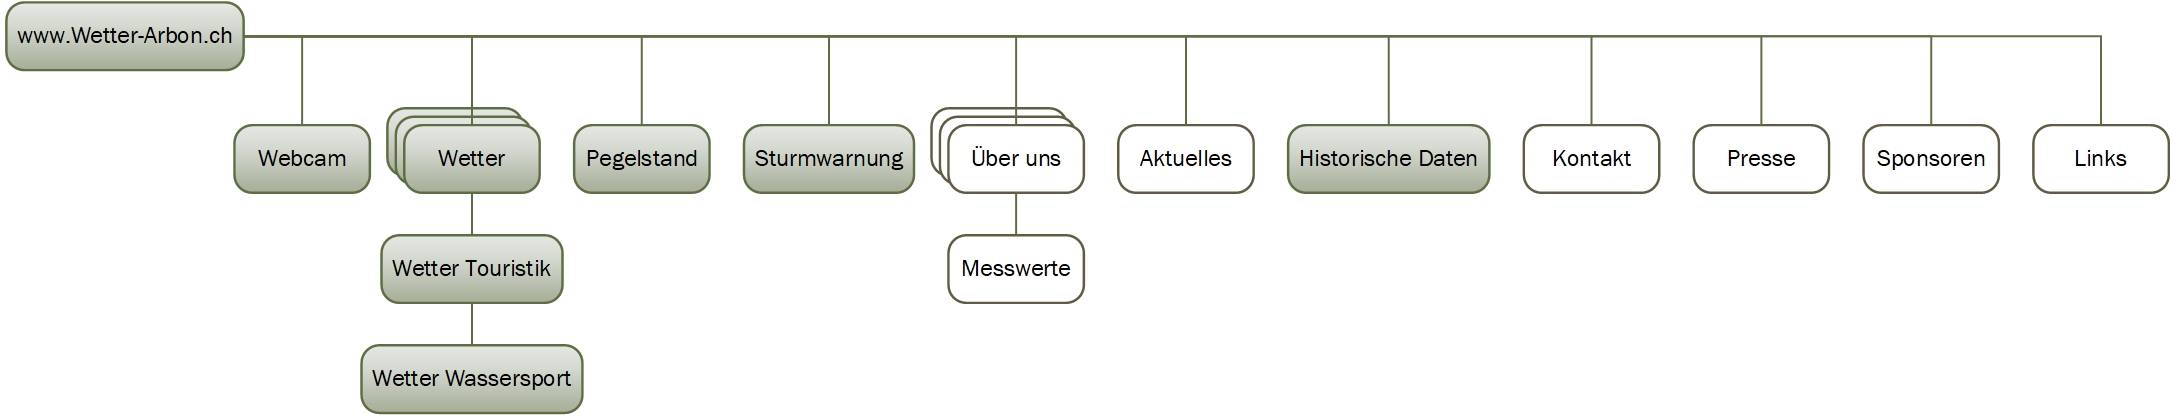 www.Wetter-Arbon.ch
Webcam
Wetter
Pegelstand
Sturmwarnung
Über uns
Aktuelles
Historische Daten
Kontakt
Presse
Sponsoren
Links
Wetter Touristik
Messwerte
Wetter Wassersport